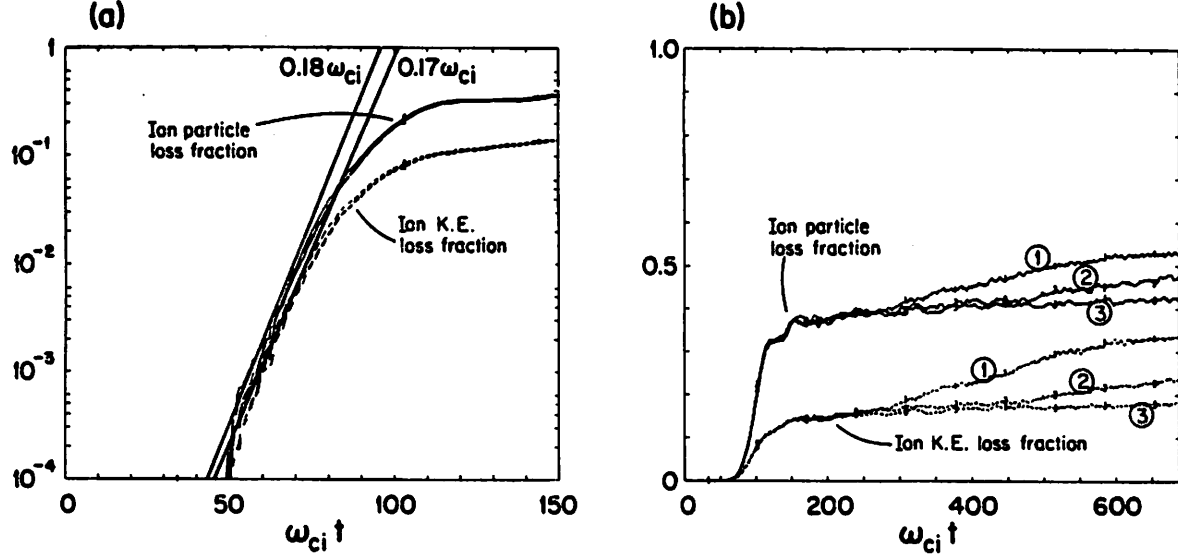 (a)
1
10⁻¹
10⁻²
10⁻³
10⁻⁴
0
50
100
150
0.18ω_ci
0.17ω_ci
Ion particle
loss fraction
Ion K.E.
loss fraction
ω_ci t
(b)
1.0
0.5
0
0
200
400
600
Ion particle
loss fraction
①
②
③
①
②
③
Ion K.E. loss fraction
ω_ci t